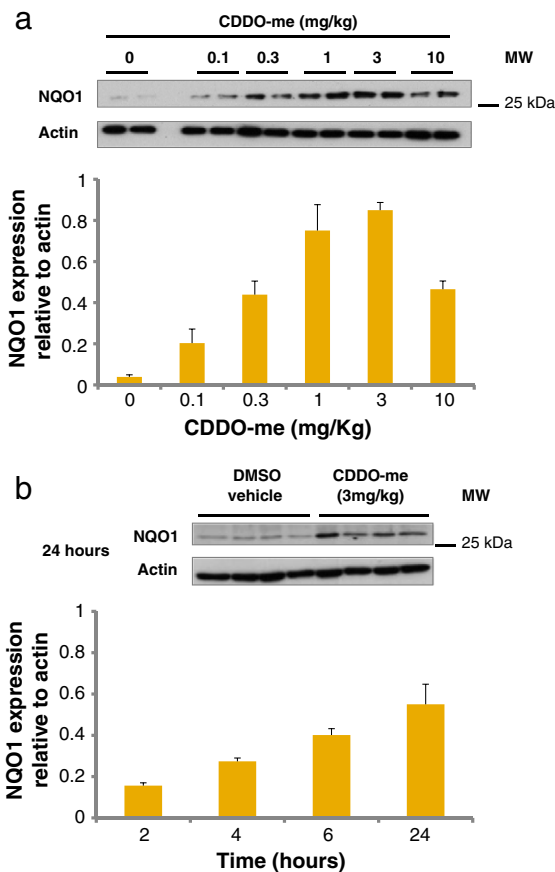 a
CDDO-me (mg/kg)
0 0.1 0.3 1 3 10 MW
NQO1
25 kDa
Actin
NQO1 expression
relative to actin
1
0.8
0.6
0.4
0.2
0
0 0.1 0.3 1 3 10
CDDO-me (mg/Kg)
b
DMSO
vehicle
CDDO-me
(3mg/kg)
MW
24 hours
NQO1
25 kDa
Actin
NQO1 expression
relative to actin
1
0.8
0.6
0.4
0.2
0
2 4 6 24
Time (hours)